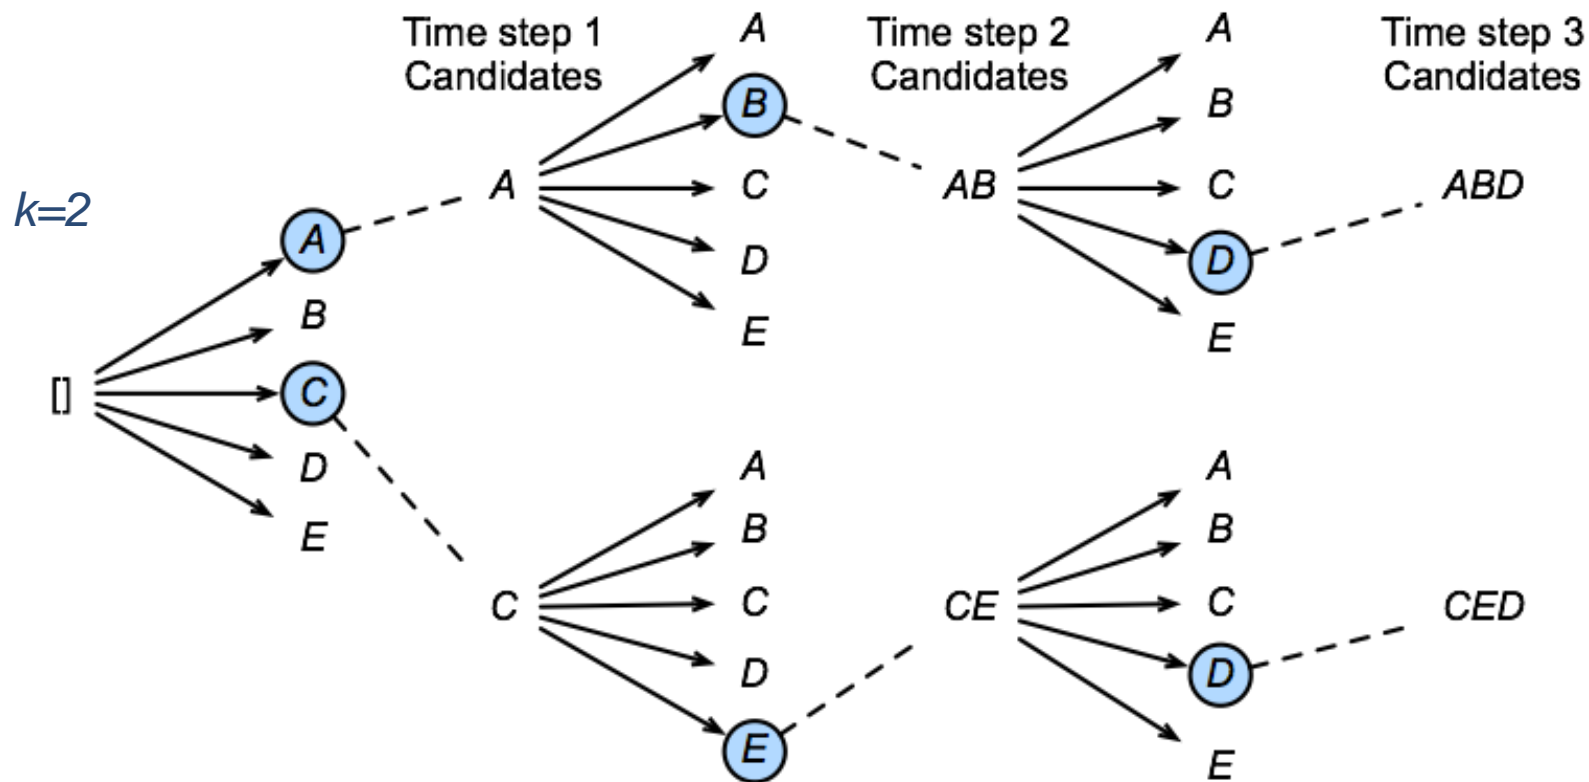 Time step 1
Candidates
Time step 2
Candidates
Time step 3
Candidates
k=2
[]
A
B
C
D
E
A
A
B
C
D
E
C
A
B
C
D
E
AB
A
B
C
D
E
CE
A
B
C
D
E
ABD
CED